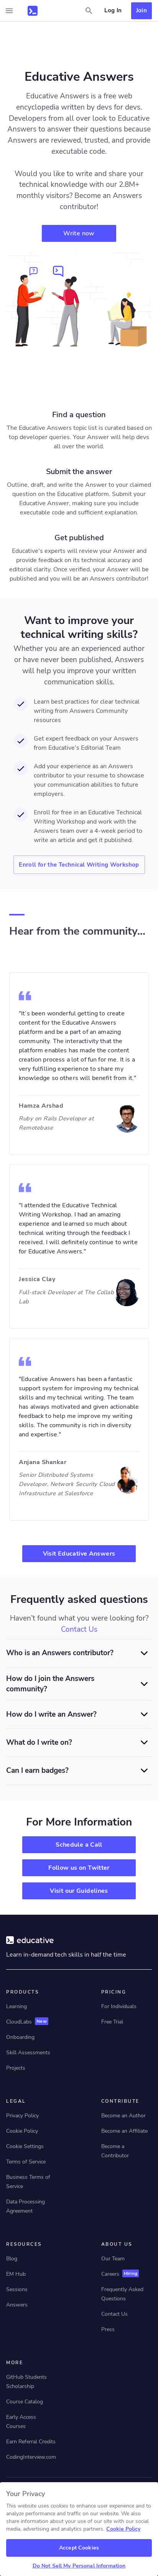 Log In
Join
Educative Answers
Educative Answers is a free web
encyclopedia written by devs for devs.
Developers from all over look to Educative
Answers to answer their questions because
Answers are reviewed, trusted, and provide
executable code.
Would you like to write and share your
technical knowledge with our 2.8M+
monthly visitors? Become an Answers
contributor!
Write now
Find a question
The Educative Answers topic list is curated based on
top developer queries. Your Answer will help devs
all over the world.
Submit the answer
Outline, draft, and write the Answer to your claimed
question on the Educative platform. Submit your
Educative Answer, making sure you include
executable code and sufficient explanation.
Get published
Educative's experts will review your Answer and
provide feedback on its technical accuracy and
editorial clarity. Once verified, your Answer will be
published and you will be an Answers contributor!
Want to improve your
technical writing skills?
Whether you are an experienced author
or have never been published, Answers
will help you improve your written
communication skills.
Learn best practices for clear technical
writing from Answers Community
resources
Get expert feedback on your Answers
from Educative's Editorial Team
Add your experience as an Answers
contributor to your resume to showcase
your communication abilities to future
employers.
Enroll for free in an Educative Technical
Writing Workshop and work with the
Answers team over a 4-week period to
write an article and get it published.
Enroll for the Technical Writing Workshop
Hear from the community...
"It's been wonderful getting to create
content for the Educative Answers
platform and be a part of an amazing
community. The interactivity that the
platform enables has made the content
creation process a lot of fun for me. It is a
very fulfilling experience to share my
knowledge so others will benefit from it."
Hamza Arshad
Ruby on Rails Developer at
Remotebase
"I attended the Educative Technical
Writing Workshop. I had an amazing
experience and learned so much about
technical writing through the feedback I
received. I will definitely continue to write
for Educative Answers."
Jessica Clay
Full-stack Developer at The Collab
Lab
"Educative Answers has been a fantastic
support system for improving my technical
and my technical writing. The team
has always motivated and given actionable
feedback to help me improve my writing
skills. The community is rich in diversity
and expertise."
Anjana Shankar
Senior Distributed Systems
Developer, Network Security Cloud
Infrastructure at Salesforce
Visit Educative Answers
Frequently asked questions
Haven't found what you were looking for?
Contact Us
Who is an Answers contributor?
How do I join the Answers
community?
How do I write an Answer?
What do I write on?
Can I earn badges?
For More Information
Schedule a Call
Follow us on Twitter
Visit our Guidelines
educative
Learn in-demand tech skills in half the time
PRODUCTS
Learning
CloudLabs New
Onboarding
Skill Assessments
Projects
PRICING
For Individuals
Free Trial
LEGAL
Privacy Policy
Cookie Policy
Cookie Settings
Terms of Service
Business Terms of
Service
Data Processing
Agreement
CONTRIBUTE
Become an Author
Become an Affiliate
Become a
Contributor
RESOURCES
Blog
EM Hub
Sessions
Answers
ABOUT US
Our Team
Careers Hiring
Frequently Asked
Questions
Contact Us
Press
MORE
GitHub Students
Scholarship
Course Catalog
Early Access
Courses
Earn Referral Credits
CodingInterview.com
Your Privacy
This website uses cookies to enhance user experience and
analyze performance and traffic on our website. We also
share information about your use of our site with our social
media, advertising and analytics partners. Cookie Policy
Accept Cookies
Do Not Sell My Personal Information